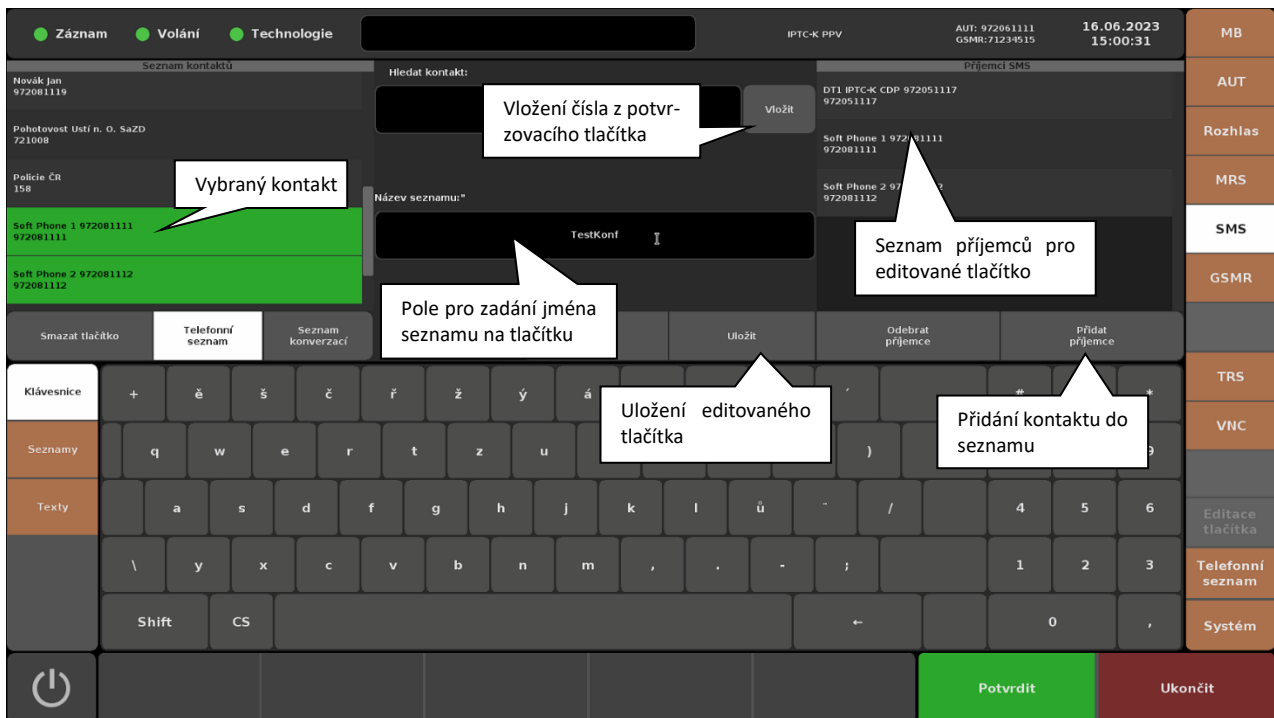 Záznam
Volání
Technologie
IPTC-K PPV
AUT: 972061111
GSMR:71234515
16.06.2023
15:00:31
MB
AUT
Rozhlas
MRS
SMS
GSMR
TRS
VNC
Editace
tlačítka
Telefonní
seznam
Systém
Seznam kontaktů
Novák Jan
972081119
Pohotovost Ustí n. O. SaZD
721008
Policie ČR
158
Soft Phone 1 972081111
972081111
Soft Phone 2 972081112
972081112
Vybraný kontakt
Hledat kontakt:
Vložit
Vložení čísla z potvr-
zovacího tlačítka
Název seznamu:"
TestKonf
Pole pro zadání jména
seznamu na tlačítku
Příjemci SMS
DT1 IPTC-K CDP 972051117
972051117
Soft Phone 1 972081111
972081111
Soft Phone 2
972081112
Seznam příjemců pro
editované tlačítko
Smazat tlačítko
Telefonní
seznam
Seznam
konverzací
Uložit
Odebrat
příjemce
Přidat
příjemce
Uložení editovaného
tlačítka
Přidání kontaktu do
seznamu
Klávesnice
Seznamy
Texty
+ ě š č ř ž ý á ´ # *
q w e r t z u ) 9
a s d f g h j k l ů ¨ / 4 5 6
\ y x c v b n m , . - ; 1 2 3
Shift CS ← 0 ,
Potvrdit
Ukončit